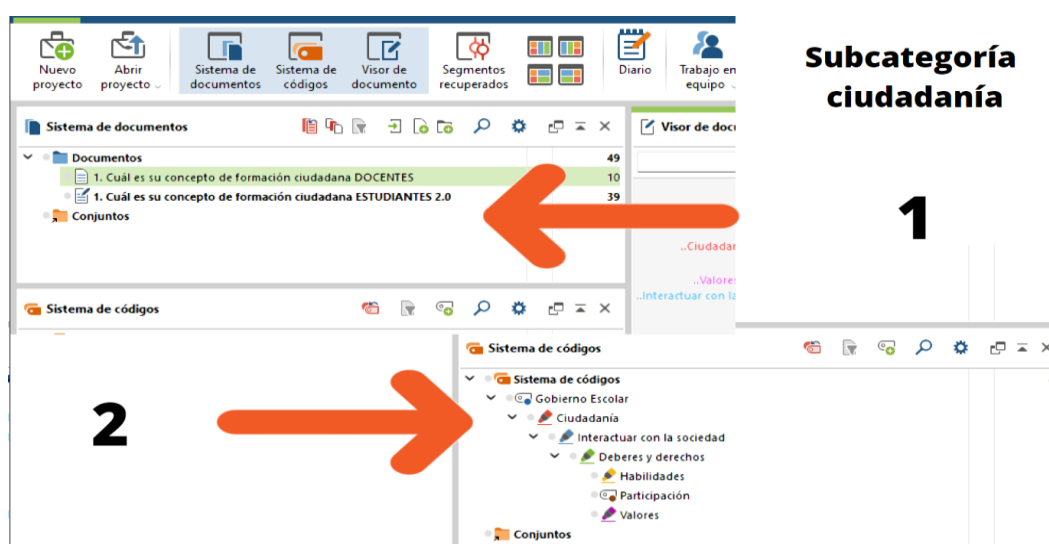 Nuevo proyecto
Abrir proyecto
Sistema de documentos
Sistema de códigos
Visor de documento
Segmentos recuperados
Diario
Trabajo en equipo
Subcategoría
ciudadanía
Sistema de documentos
Visor de docu
Documentos 49
1. Cuál es su concepto de formación ciudadana DOCENTES 10
1. Cuál es su concepto de formación ciudadana ESTUDIANTES 2.0 39
Conjuntos
1
..Ciudadan
..Valores
..Interactuar con la
Sistema de códigos
2
Sistema de códigos
Sistema de códigos
Gobierno Escolar
Ciudadanía
Interactuar con la sociedad
Deberes y derechos
Habilidades
Participación
Valores
Conjuntos